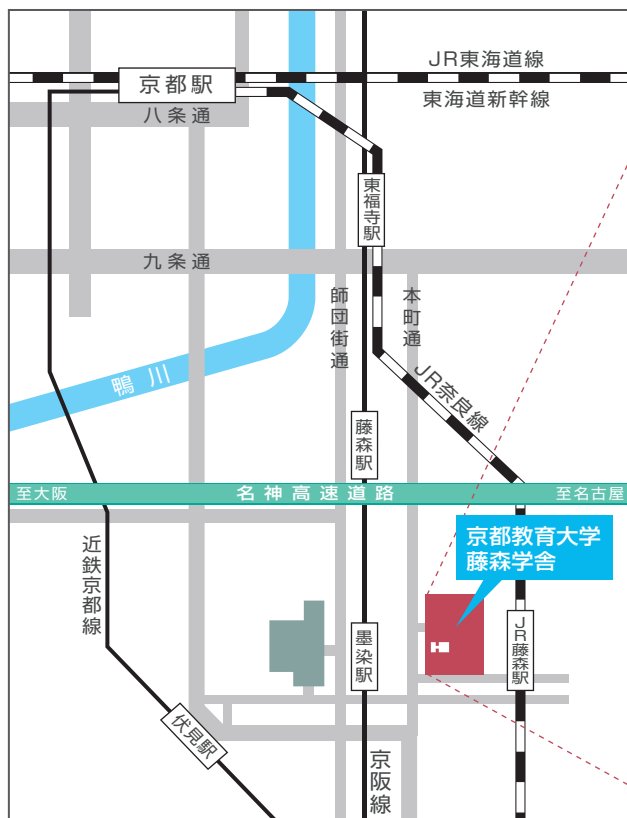 JR東海道線
京都駅
東海道新幹線
八条通
東福寺駅
九条通
師団街通
本町通
鴨川
JR奈良線
藤森駅
至大阪
名神高速道路
至名古屋
京都教育大学
藤森学舎
近鉄京都線
墨染駅
JR藤森駅
伏見駅
京阪線